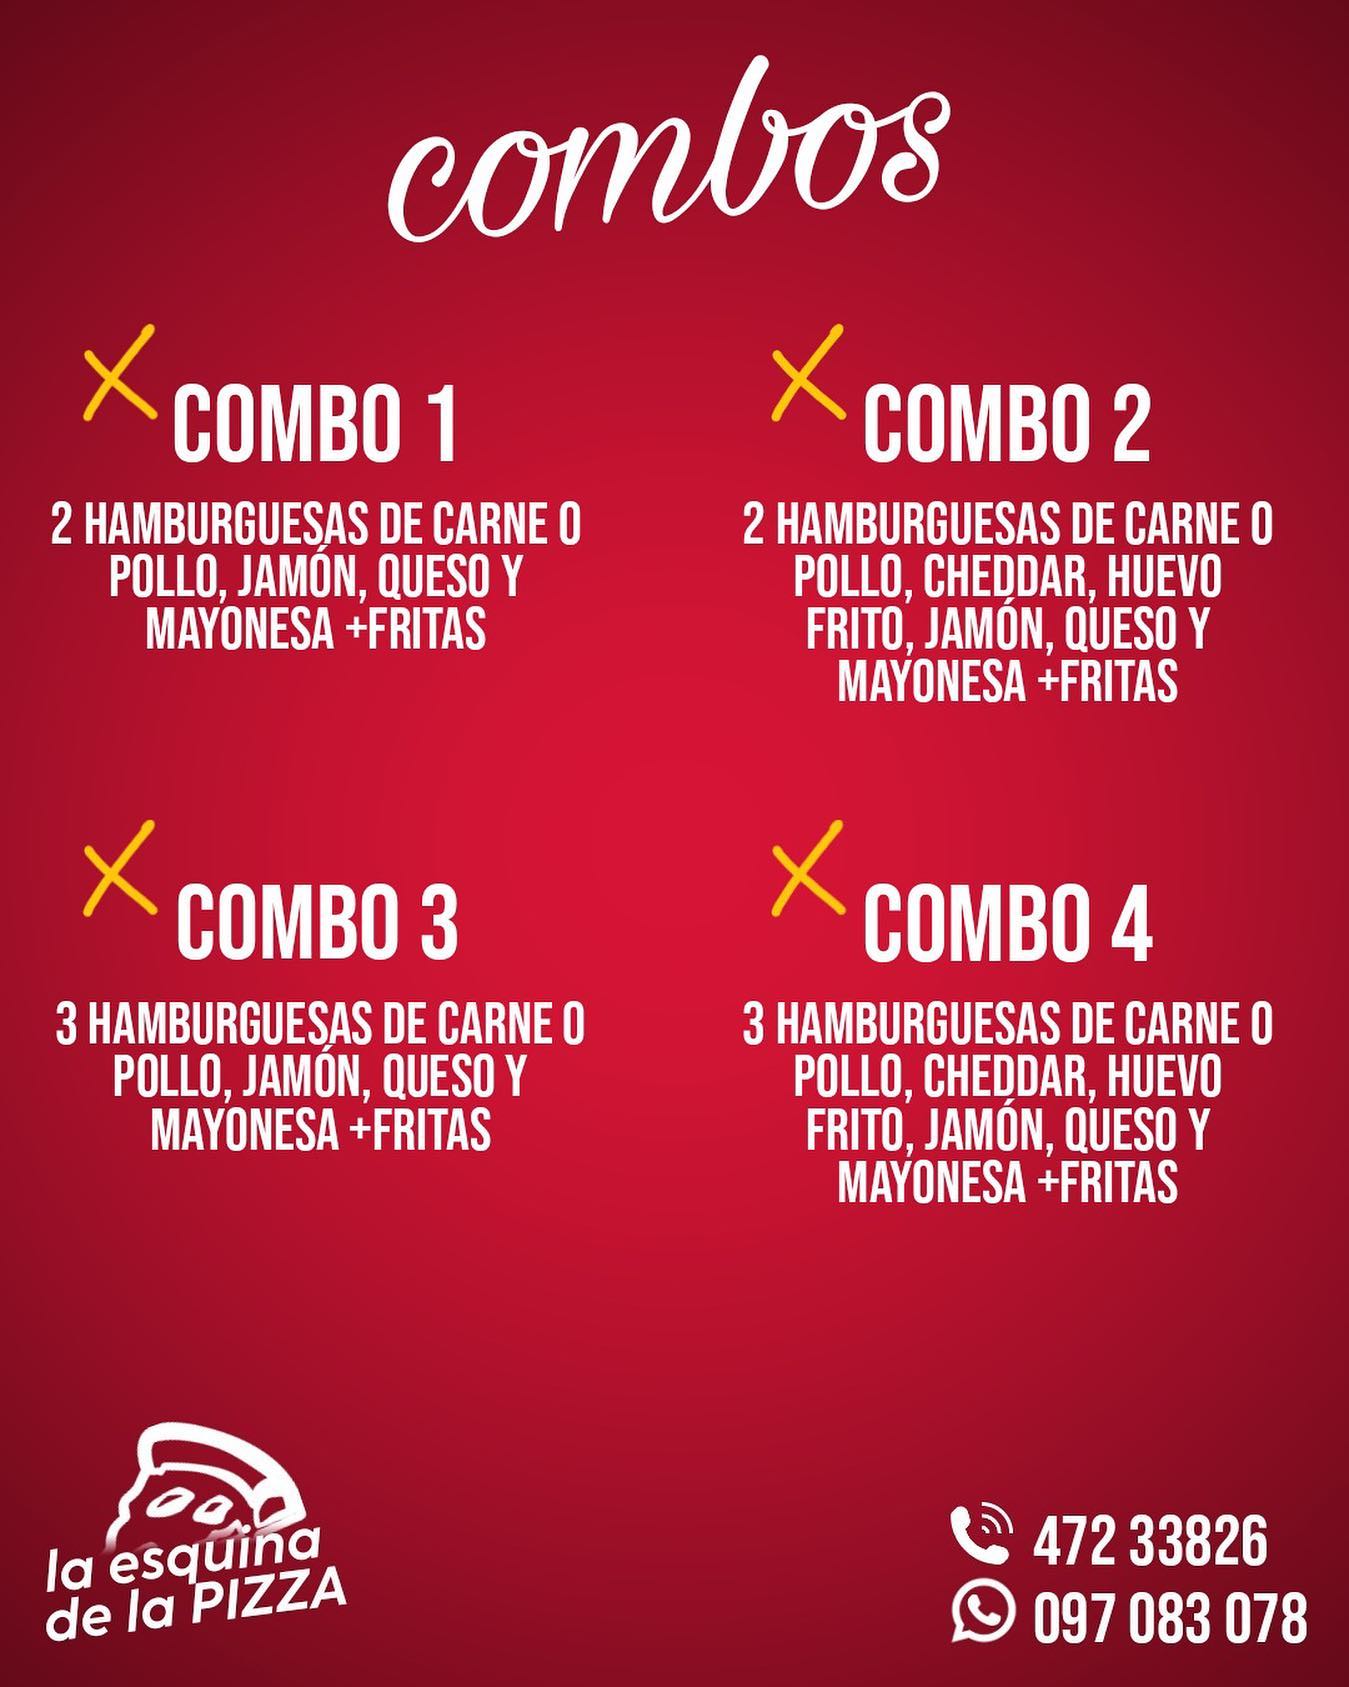 combos
COMBO 1
2 HAMBURGUESAS DE CARNE O
POLLO, JAMÓN, QUESO Y
MAYONESA +FRITAS
COMBO 2
2 HAMBURGUESAS DE CARNE O
POLLO, CHEDDAR, HUEVO
FRITO, JAMÓN, QUESO Y
MAYONESA +FRITAS
COMBO 3
3 HAMBURGUESAS DE CARNE O
POLLO, JAMÓN, QUESO Y
MAYONESA +FRITAS
COMBO 4
3 HAMBURGUESAS DE CARNE O
POLLO, CHEDDAR, HUEVO
FRITO, JAMÓN, QUESO Y
MAYONESA +FRITAS
la esquina
de la PIZZA
472 33826
097 083 078